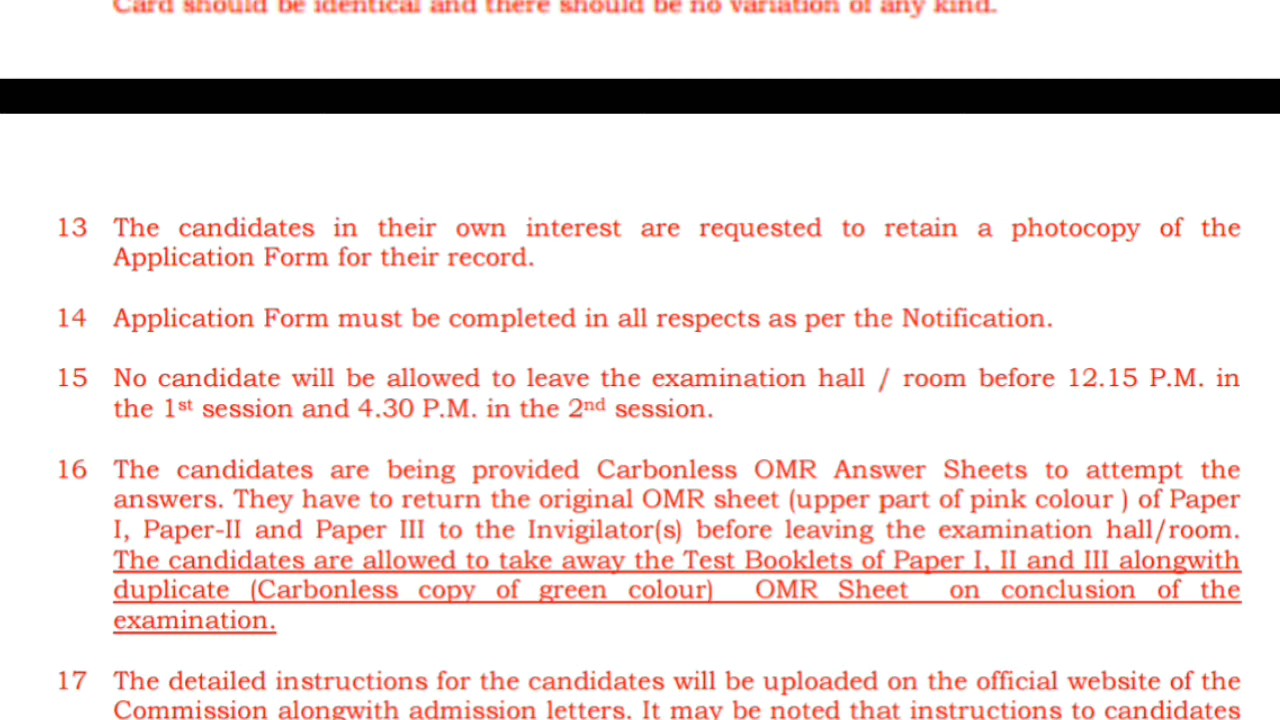 Card should be identical and there should be no variation of any kind.
13 The candidates in their own interest are requested to retain a photocopy of the
Application Form for their record.
14 Application Form must be completed in all respects as per the Notification.
15 No candidate will be allowed to leave the examination hall / room before 12.15 P.M. in
the 1st session and 4.30 P.M. in the 2nd session.
16 The candidates are being provided Carbonless OMR Answer Sheets to attempt the
answers. They have to return the original OMR sheet (upper part of pink colour ) of Paper
I, Paper-II and Paper III to the Invigilator(s) before leaving the examination hall/room.
The candidates are allowed to take away the Test Booklets of Paper I, II and III alongwith
duplicate (Carbonless copy of green colour) OMR Sheet on conclusion of the
examination.
17 The detailed instructions for the candidates will be uploaded on the official website of the
Commission alongwith admission letters. It may be noted that instructions to candidates